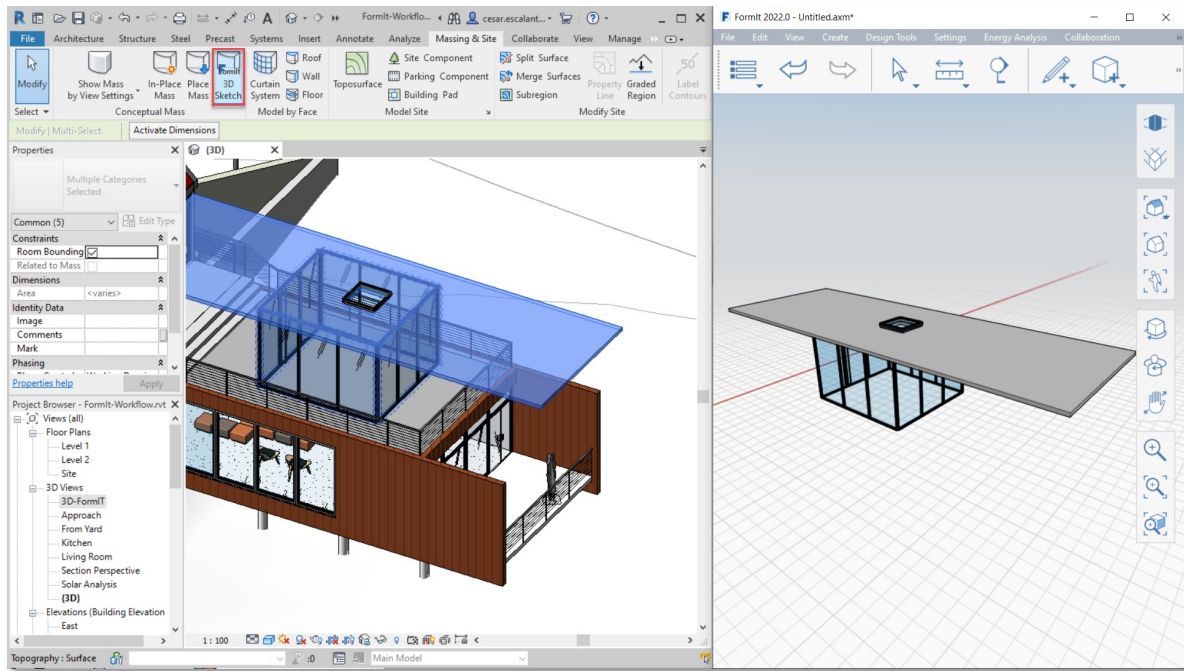 FormIt-Workflo...
cesar.escalant...
File Architecture Structure Steel Precast Systems Insert Annotate Analyze Massing & Site Collaborate View Manage
Modify
Show Mass
by View Settings
In-Place
Mass
Place
Mass
FormIt
3D
Sketch
Curtain
System
Roof
Wall
Floor
Toposurface
Site Component
Parking Component
Building Pad
Split Surface
Merge Surfaces
Subregion
Property
Line
Graded
Region
Label
Contours
Select
Conceptual Mass
Model by Face
Model Site
Modify Site
Modify | Multi-Select
Activate Dimensions
Properties
Multiple Categories
Selected
Common (5)
Edit Type
Constraints
Room Bounding
Related to Mass
Dimensions
Area <varies>
Identity Data
Image
Comments
Mark
Phasing
Properties help
Apply
Project Browser - FormIt-Workflow.rvt
Views (all)
Floor Plans
Level 1
Level 2
Site
3D Views
3D-FormIT
Approach
From Yard
Kitchen
Living Room
Section Perspective
Solar Analysis
{3D}
Elevations (Building Elevation
East
{3D}
1 : 100
Topography : Surface
:0
Main Model
FormIt 2022.0 - Untitled.axm*
File Edit View Create Design Tools Settings Energy Analysis Collaboration